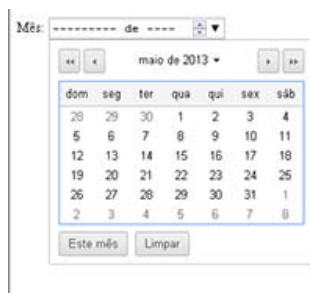 Mês: --------- de ----
maio de 2013
dom seg ter qua qui sex sáb
28 29 30 1 2 3 4
5 6 7 8 9 10 11
12 13 14 15 16 17 18
19 20 21 22 23 24 25
26 27 28 29 30 31 1
2 3 4 5 6 7 8
Este mês Limpar